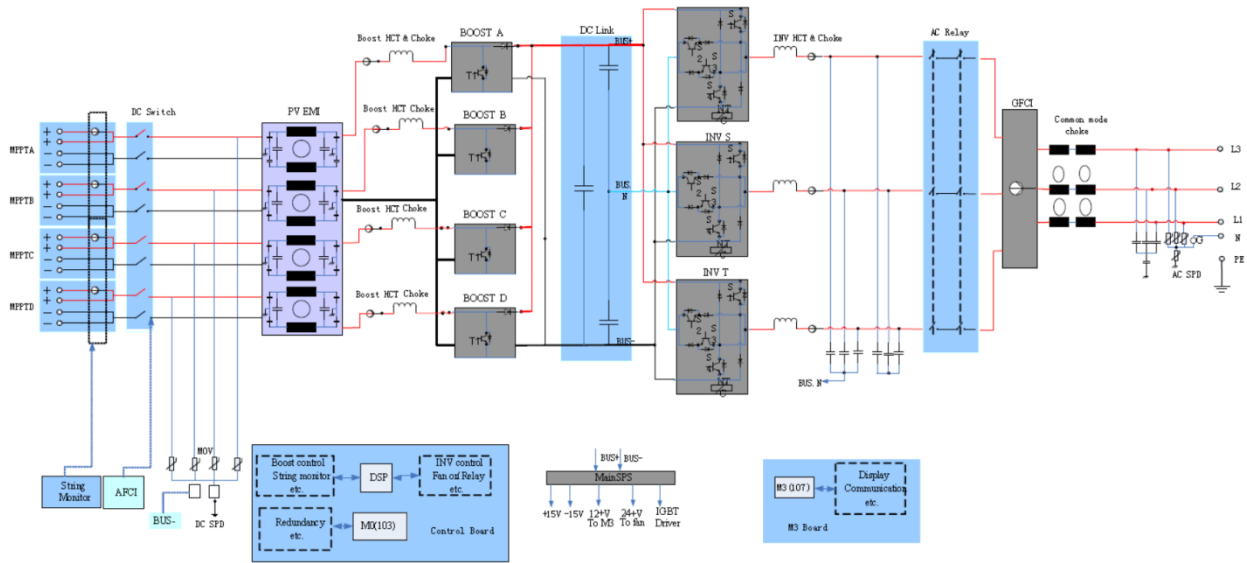 Boost HCT & Choke
BOOST A
DC Link
BUS+
INV HCT & Choke
AC Relay
DC Switch
PV EMI
T1
GFCI
Boost HCT Choke
BOOST B
Common mode
choke
MPPTA
+
+
-
-
INV S
L3
MPPTB
+
+
-
-
BUS.
N
L2
Boost HCT Choke
BOOST C
L1
MPPTC
+
+
-
-
N
PE
INV T
AC SPD
MPPTD
+
+
-
-
Boost HCT Choke
BOOST D
T1
BUS-
BUS.N
MOV
String
Monitor
AFCI
BUS-
DC SPD
Boost control
String monitor
etc.
DSP
INV control
Fan on/Relay
etc.
Redundancy
etc.
M0(103)
Control Board
BUS+
BUS-
MainSPS
+15V
-15V
12+V
To M3
24+V
To fan
IGBT
Driver
M3(107)
Display
Communication
etc.
M3 Board